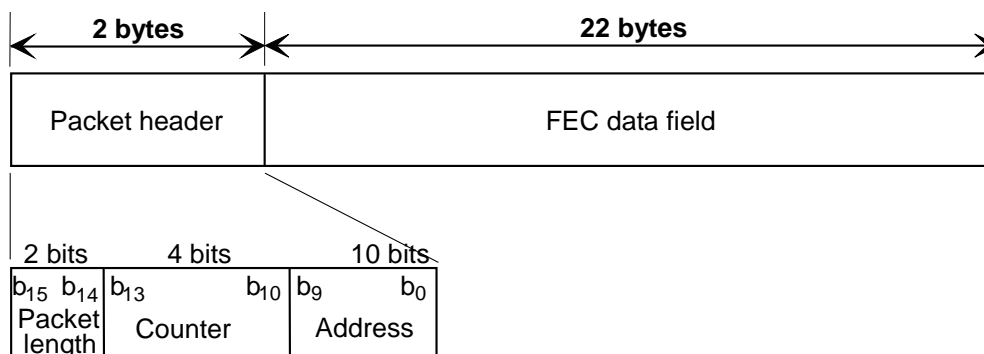 2 bytes 22 bytes
Packet header FEC data field
2 bits 4 bits 10 bits
b15 b14 b13 b10 b9 b0
Packet length Counter Address